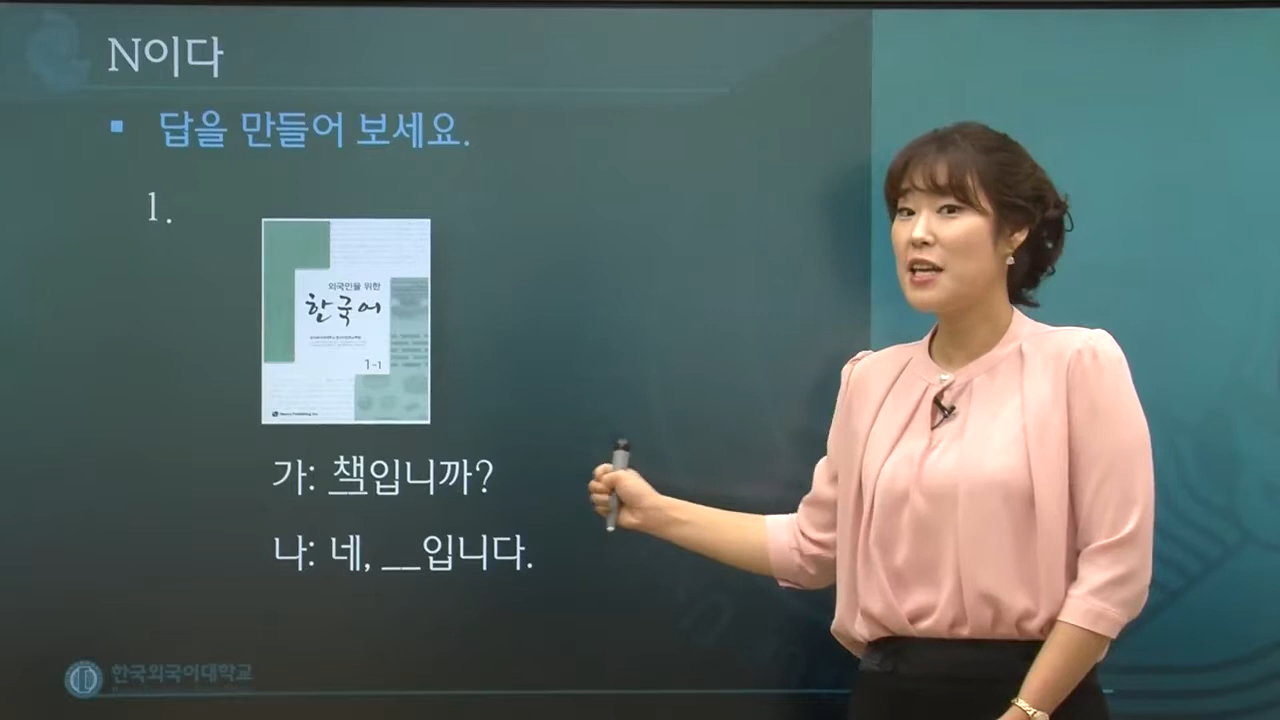 N이다
▪ 답을 만들어 보세요.
1.
외국인을 위한
한국어
1-1
가: 책입니까?
나: 네, __입니다.
한국외국어대학교